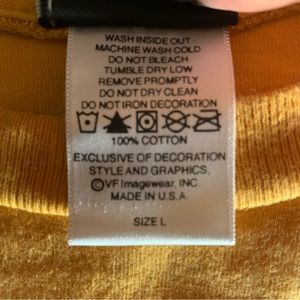 WASH INSIDE OUT
MACHINE WASH COLD
DO NOT BLEACH
TUMBLE DRY LOW
REMOVE PROMPTLY
DO NOT DRY CLEAN
DO NOT IRON DECORATION
100% COTTON
EXCLUSIVE OF DECORATION
STYLE AND GRAPHICS.
©VF Imagewear, INC.
MADE IN U.S.A.
SIZE L